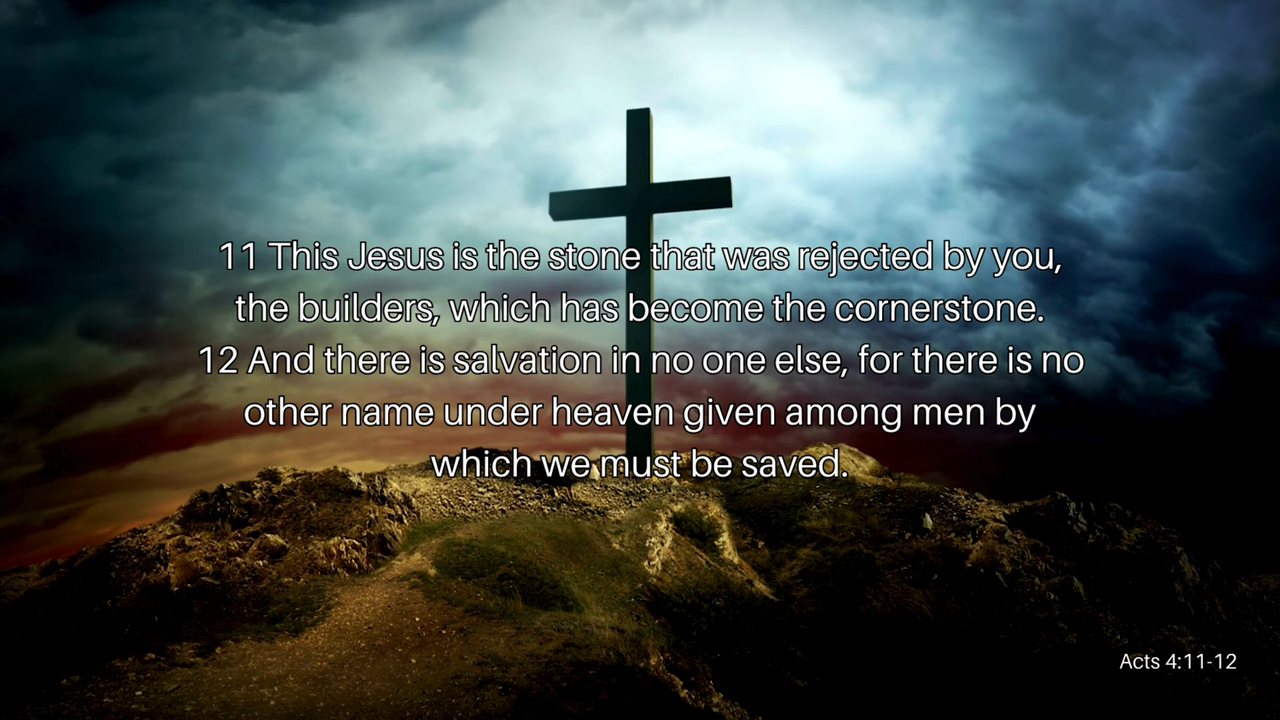 11 This Jesus is the stone that was rejected by you,
the builders, which has become the cornerstone.
12 And there is salvation in no one else, for there is no
other name under heaven given among men by
which we must be saved.
Acts 4:11-12